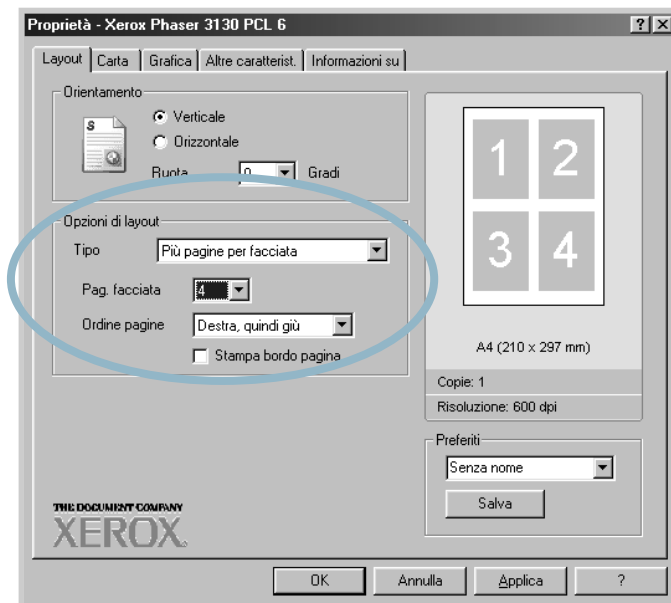 Proprietà - Xerox Phaser 3130 PCL 6
? X
Layout Carta Grafica Altre caratterist. Informazioni su
Orientamento
S
Verticale
Orizzontale
Ruota 0 Gradi
Opzioni di layout
Tipo Più pagine per facciata
Pag. facciata 4
Ordine pagine Destra, quindi giù
Stampa bordo pagina
1 2
3 4
A4 (210 x 297 mm)
Copie: 1
Risoluzione: 600 dpi
Preferiti
Senza nome
Salva
THE DOCUMENT COMPANY
XEROX
OK Annulla Applica ?